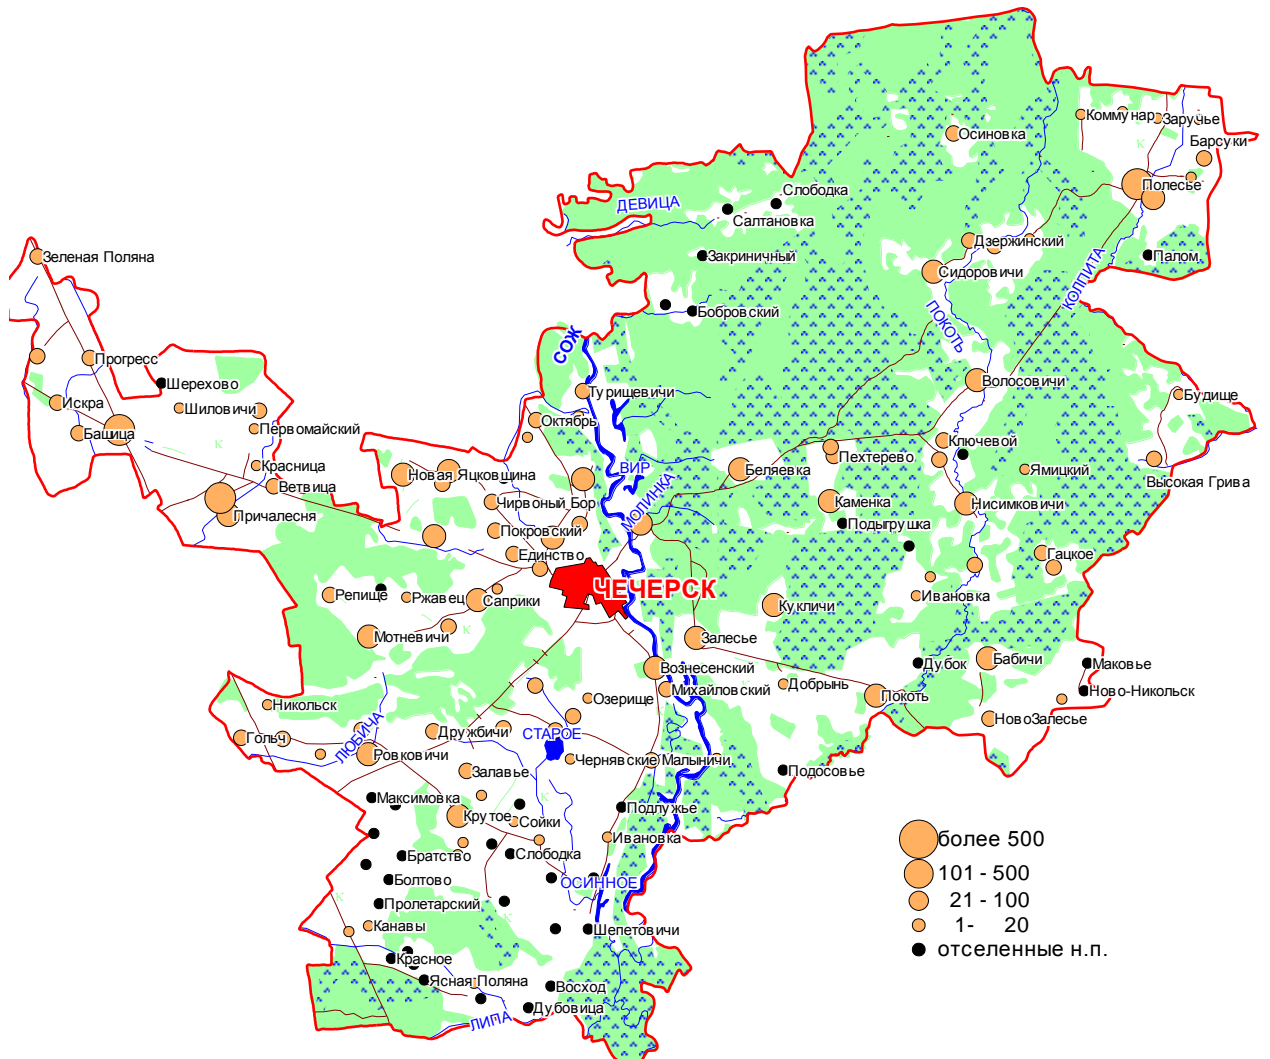 Коммунар
Заручье
Осиновка
Барсуки
Полесье
Слободка
ДЕВИЦА
Салтановка
Дзержинский
Закриничный
Палом
Зеленая Поляна
Сидоровичи
КОЛПИТА
Бобровский
ПОКОТЬ
СОЖ
Прогресс
Шерехово
Турищевичи
Волосовичи
Будище
Искра
Шиловичи
Октябрь
Башица
Первомайский
Ключевой
Пехтерево
Красница
ВИР
Беляевка
Ямицкий
Новая Яцковщина
Ветвица
Высокая Грива
МОЛИНКА
Чирвоный Бор
Каменка
Нисимковичи
Причалесня
Подыгрушка
Покровский
Единство
Гацкое
ЧЕЧЕРСК
Репище
Ржавец
Саприки
Ивановка
Кукличи
Мотневичи
Залесье
Бабичи
Дубок
Маковье
Вознесенский
Добрынь
Михайловский
Ново-Никольск
Озерище
Покоть
Никольск
НовоЗалесье
ЛЮБИЧА
Дружбичи
СТАРОЕ
Гольч
Ровковичи
Чернявские Малыничи
Залавье
Подосовье
Максимовка
Подлужье
Крутое
Сойки
Ивановка
более 500
Братство
Слободка
101 - 500
Болтово
ОСИННОЕ
21 - 100
Пролетарский
Канавы
1- 20
Шепетовичи
отселенные н.п.
Красное
Ясная Поляна
Восход
Дубовица
ЛИПА
К
К
К
К
К
К
К
К